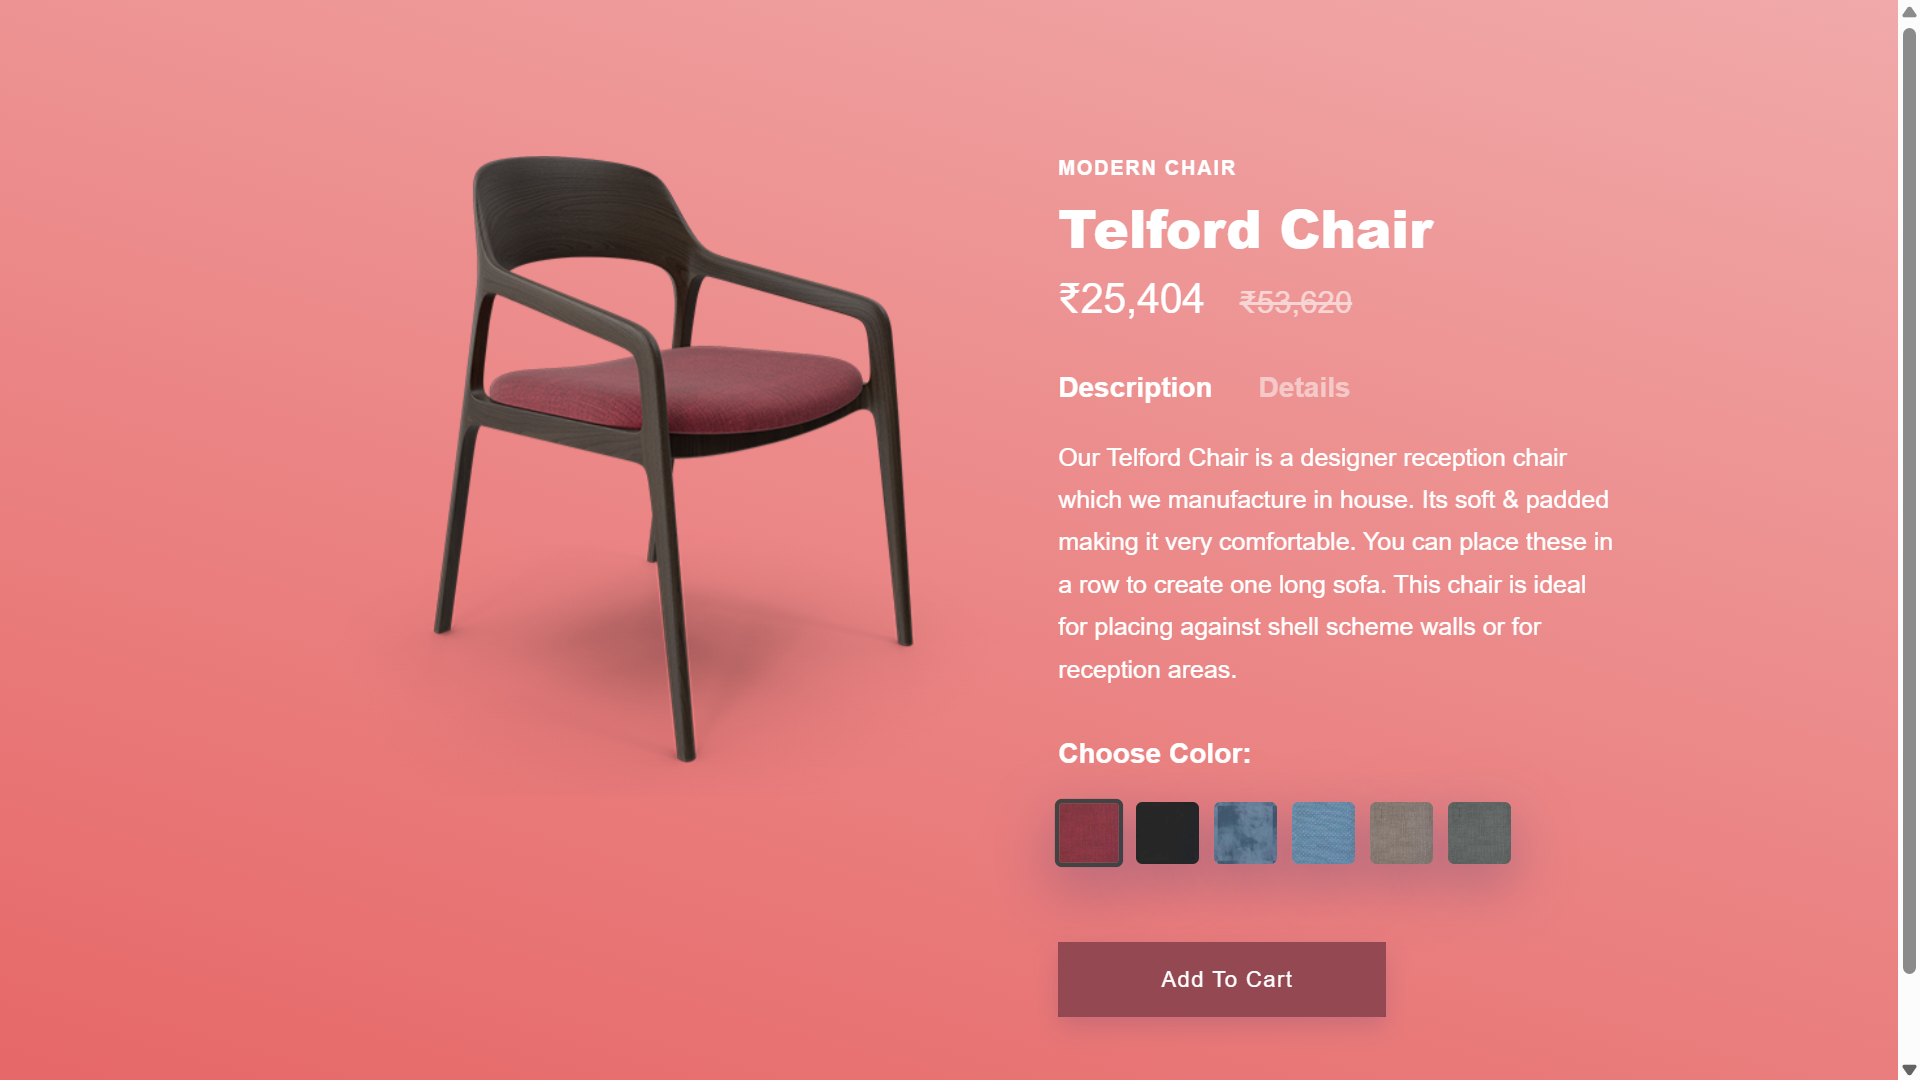 MODERN CHAIR
Telford Chair
₹25,404 ₹53,620
Description Details
Our Telford Chair is a designer reception chair
which we manufacture in house. Its soft & padded
making it very comfortable. You can place these in
a row to create one long sofa. This chair is ideal
for placing against shell scheme walls or for
reception areas.
Choose Color:
Add To Cart